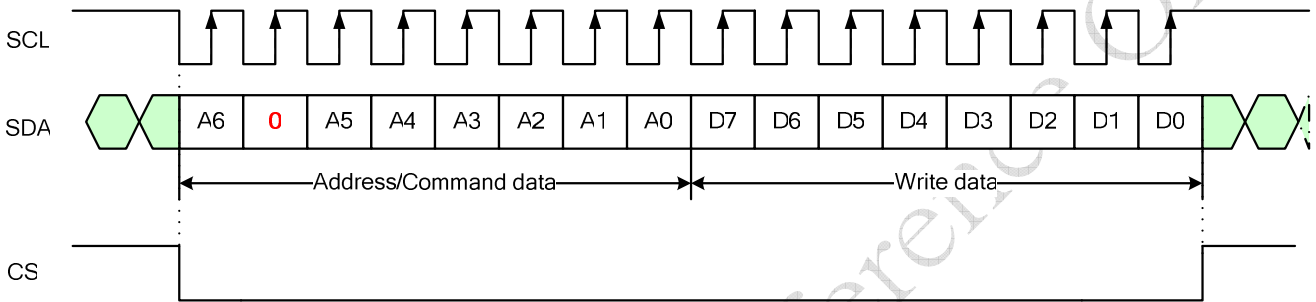 SCL
SDA A6 0 A5 A4 A3 A2 A1 A0 D7 D6 D5 D4 D3 D2 D1 D0
Address/Command data Write data
CS